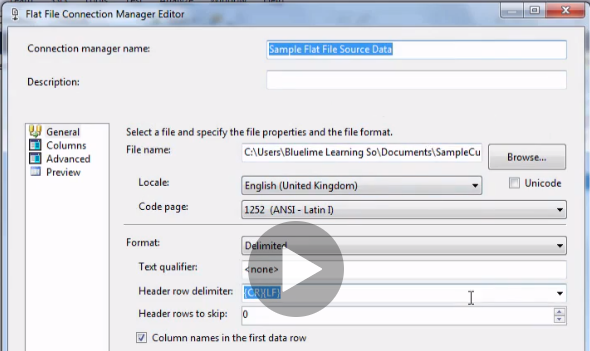 Flat File Connection Manager Editor
Connection manager name: Sample Flat File Source Data
Description:
General
Columns
Advanced
Preview
Select a file and specify the file properties and the file format.
File name: C:\Users\Bluelime Learning So\Documents\SampleCu Browse...
Locale: English (United Kingdom) Unicode
Code page: 1252 (ANSI - Latin I)
Format: Delimited
Text qualifier: <none>
Header row delimiter: {CR}{LF}
Header rows to skip: 0
Column names in the first data row